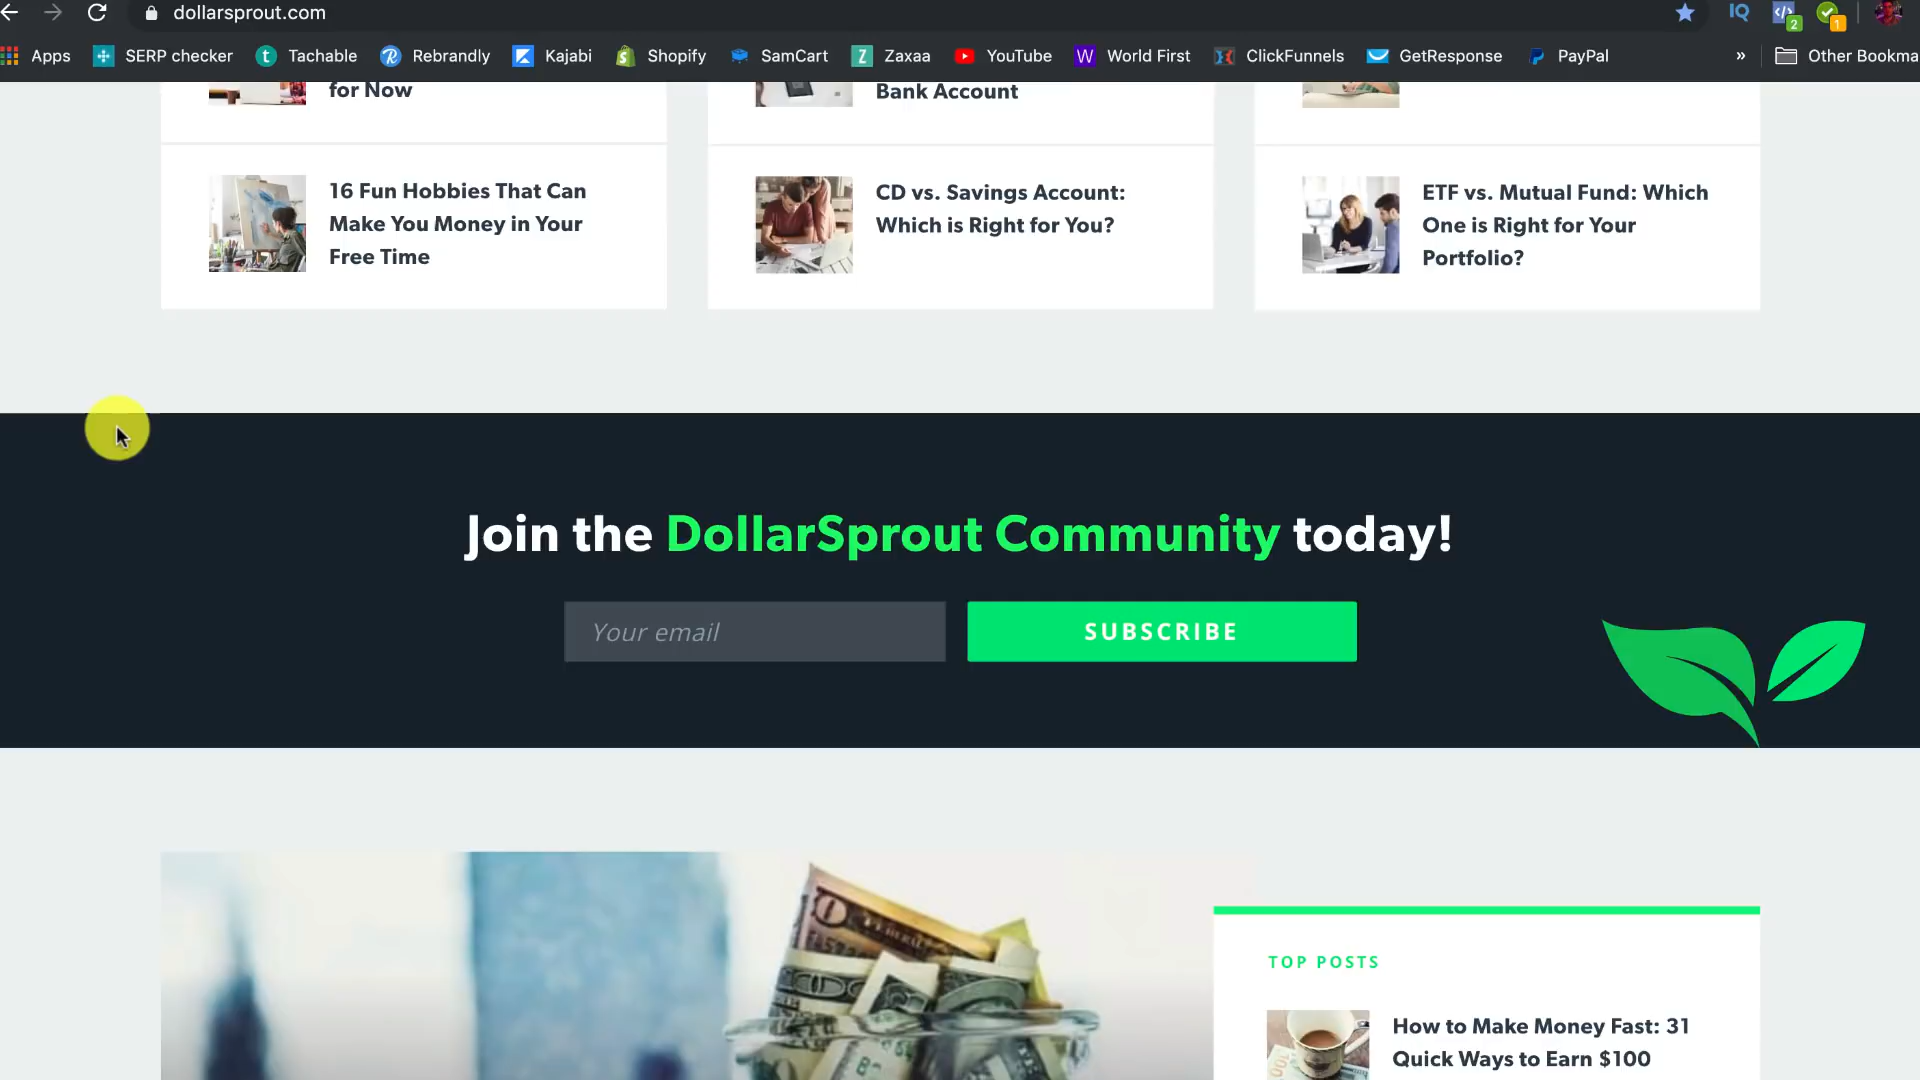 dollarsprout.com
IQ
2
1
Apps
SERP checker
Tachable
Rebrandly
Kajabi
Shopify
SamCart
Zaxaa
YouTube
World First
ClickFunnels
GetResponse
PayPal
»
Other Bookma
for Now
Bank Account
16 Fun Hobbies That Can
Make You Money in Your
Free Time
CD vs. Savings Account:
Which is Right for You?
ETF vs. Mutual Fund: Which
One is Right for Your
Portfolio?
Join the DollarSprout Community today!
Your email
SUBSCRIBE
TOP POSTS
How to Make Money Fast: 31
Quick Ways to Earn $100